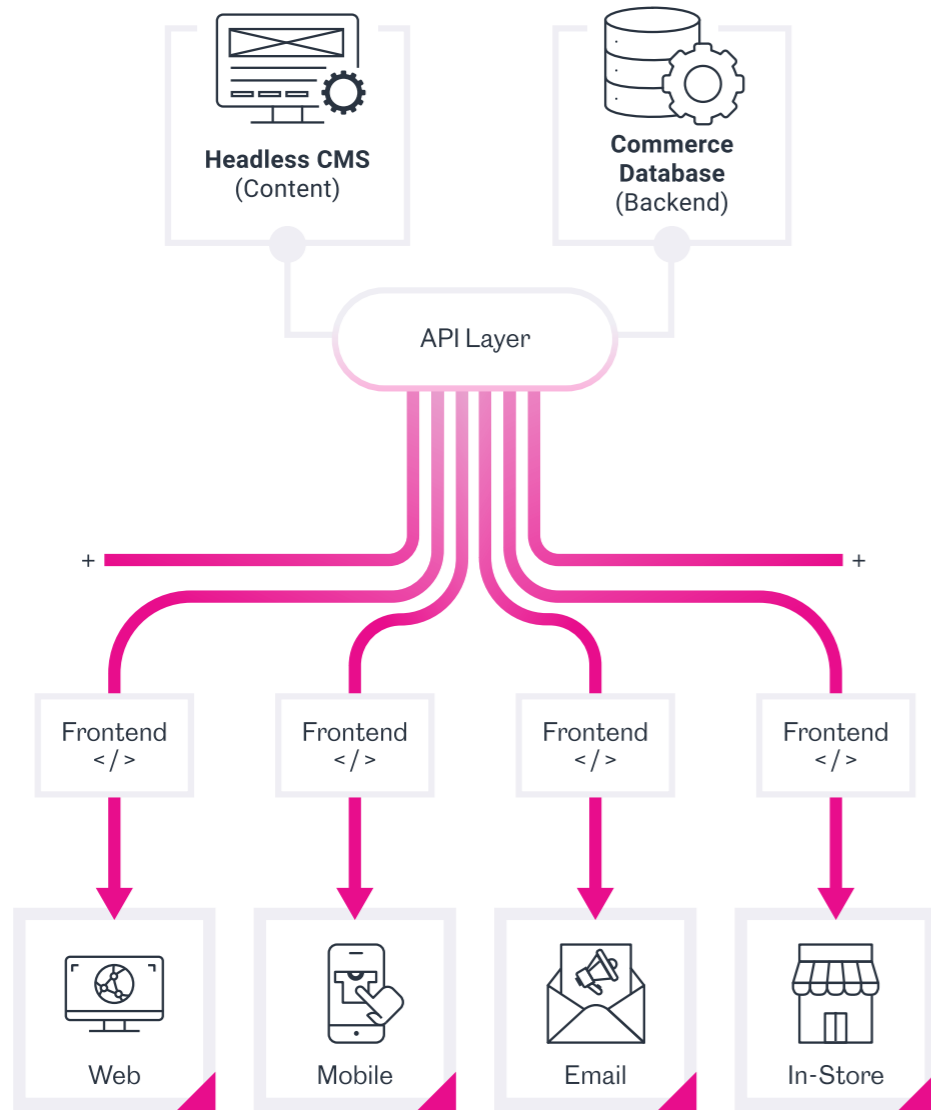 Headless CMS
(Content)
Commerce
Database
(Backend)
API Layer
+
+
Frontend
</>
Frontend
</>
Frontend
</>
Frontend
</>
Web
Mobile
Email
In-Store